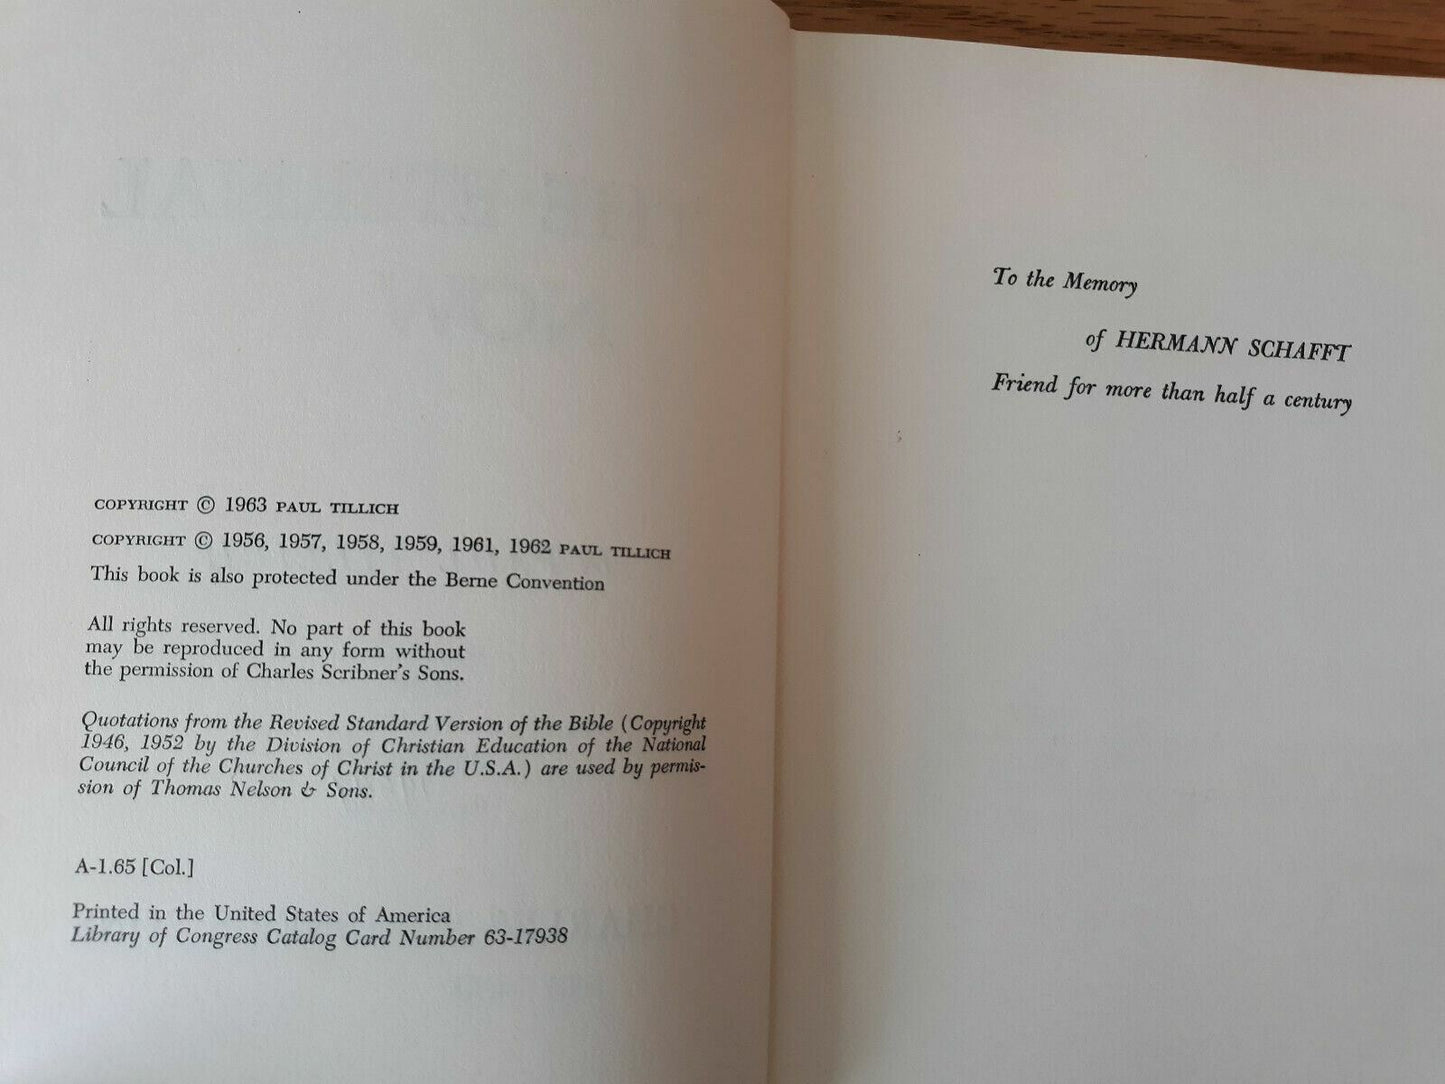 COPYRIGHT © 1963 PAUL TILLICH
COPYRIGHT © 1956, 1957, 1958, 1959, 1961, 1962 PAUL TILLICH
This book is also protected under the Berne Convention
All rights reserved. No part of this book
may be reproduced in any form without
the permission of Charles Scribner's Sons.
Quotations from the Revised Standard Version of the Bible (Copyright
1946, 1952 by the Division of Christian Education of the National
Council of the Churches of Christ in the U.S.A.) are used by permis-
sion of Thomas Nelson & Sons.
A-1.65 [Col.]
Printed in the United States of America
Library of Congress Catalog Card Number 63-17938
To the Memory
of HERMANN SCHAFFT
Friend for more than half a century